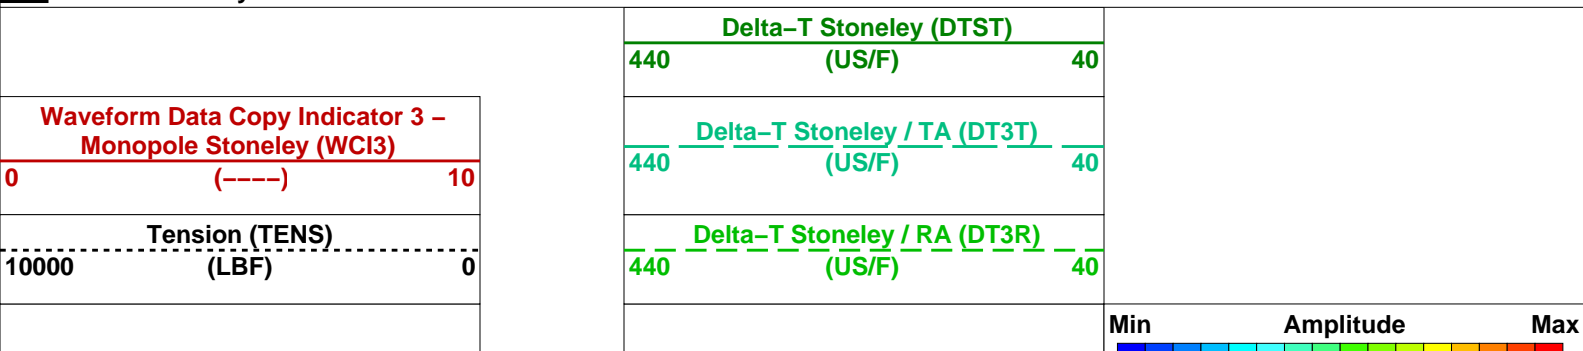 Delta–T Stoneley (DTST)
440 (US/F) 40
Waveform Data Copy Indicator 3 –
Monopole Stoneley (WCI3)
0 (––––) 10
Delta–T Stoneley / TA (DT3T)
440 (US/F) 40
Tension (TENS)
10000 (LBF) 0
Delta–T Stoneley / RA (DT3R)
440 (US/F) 40
Min Amplitude Max